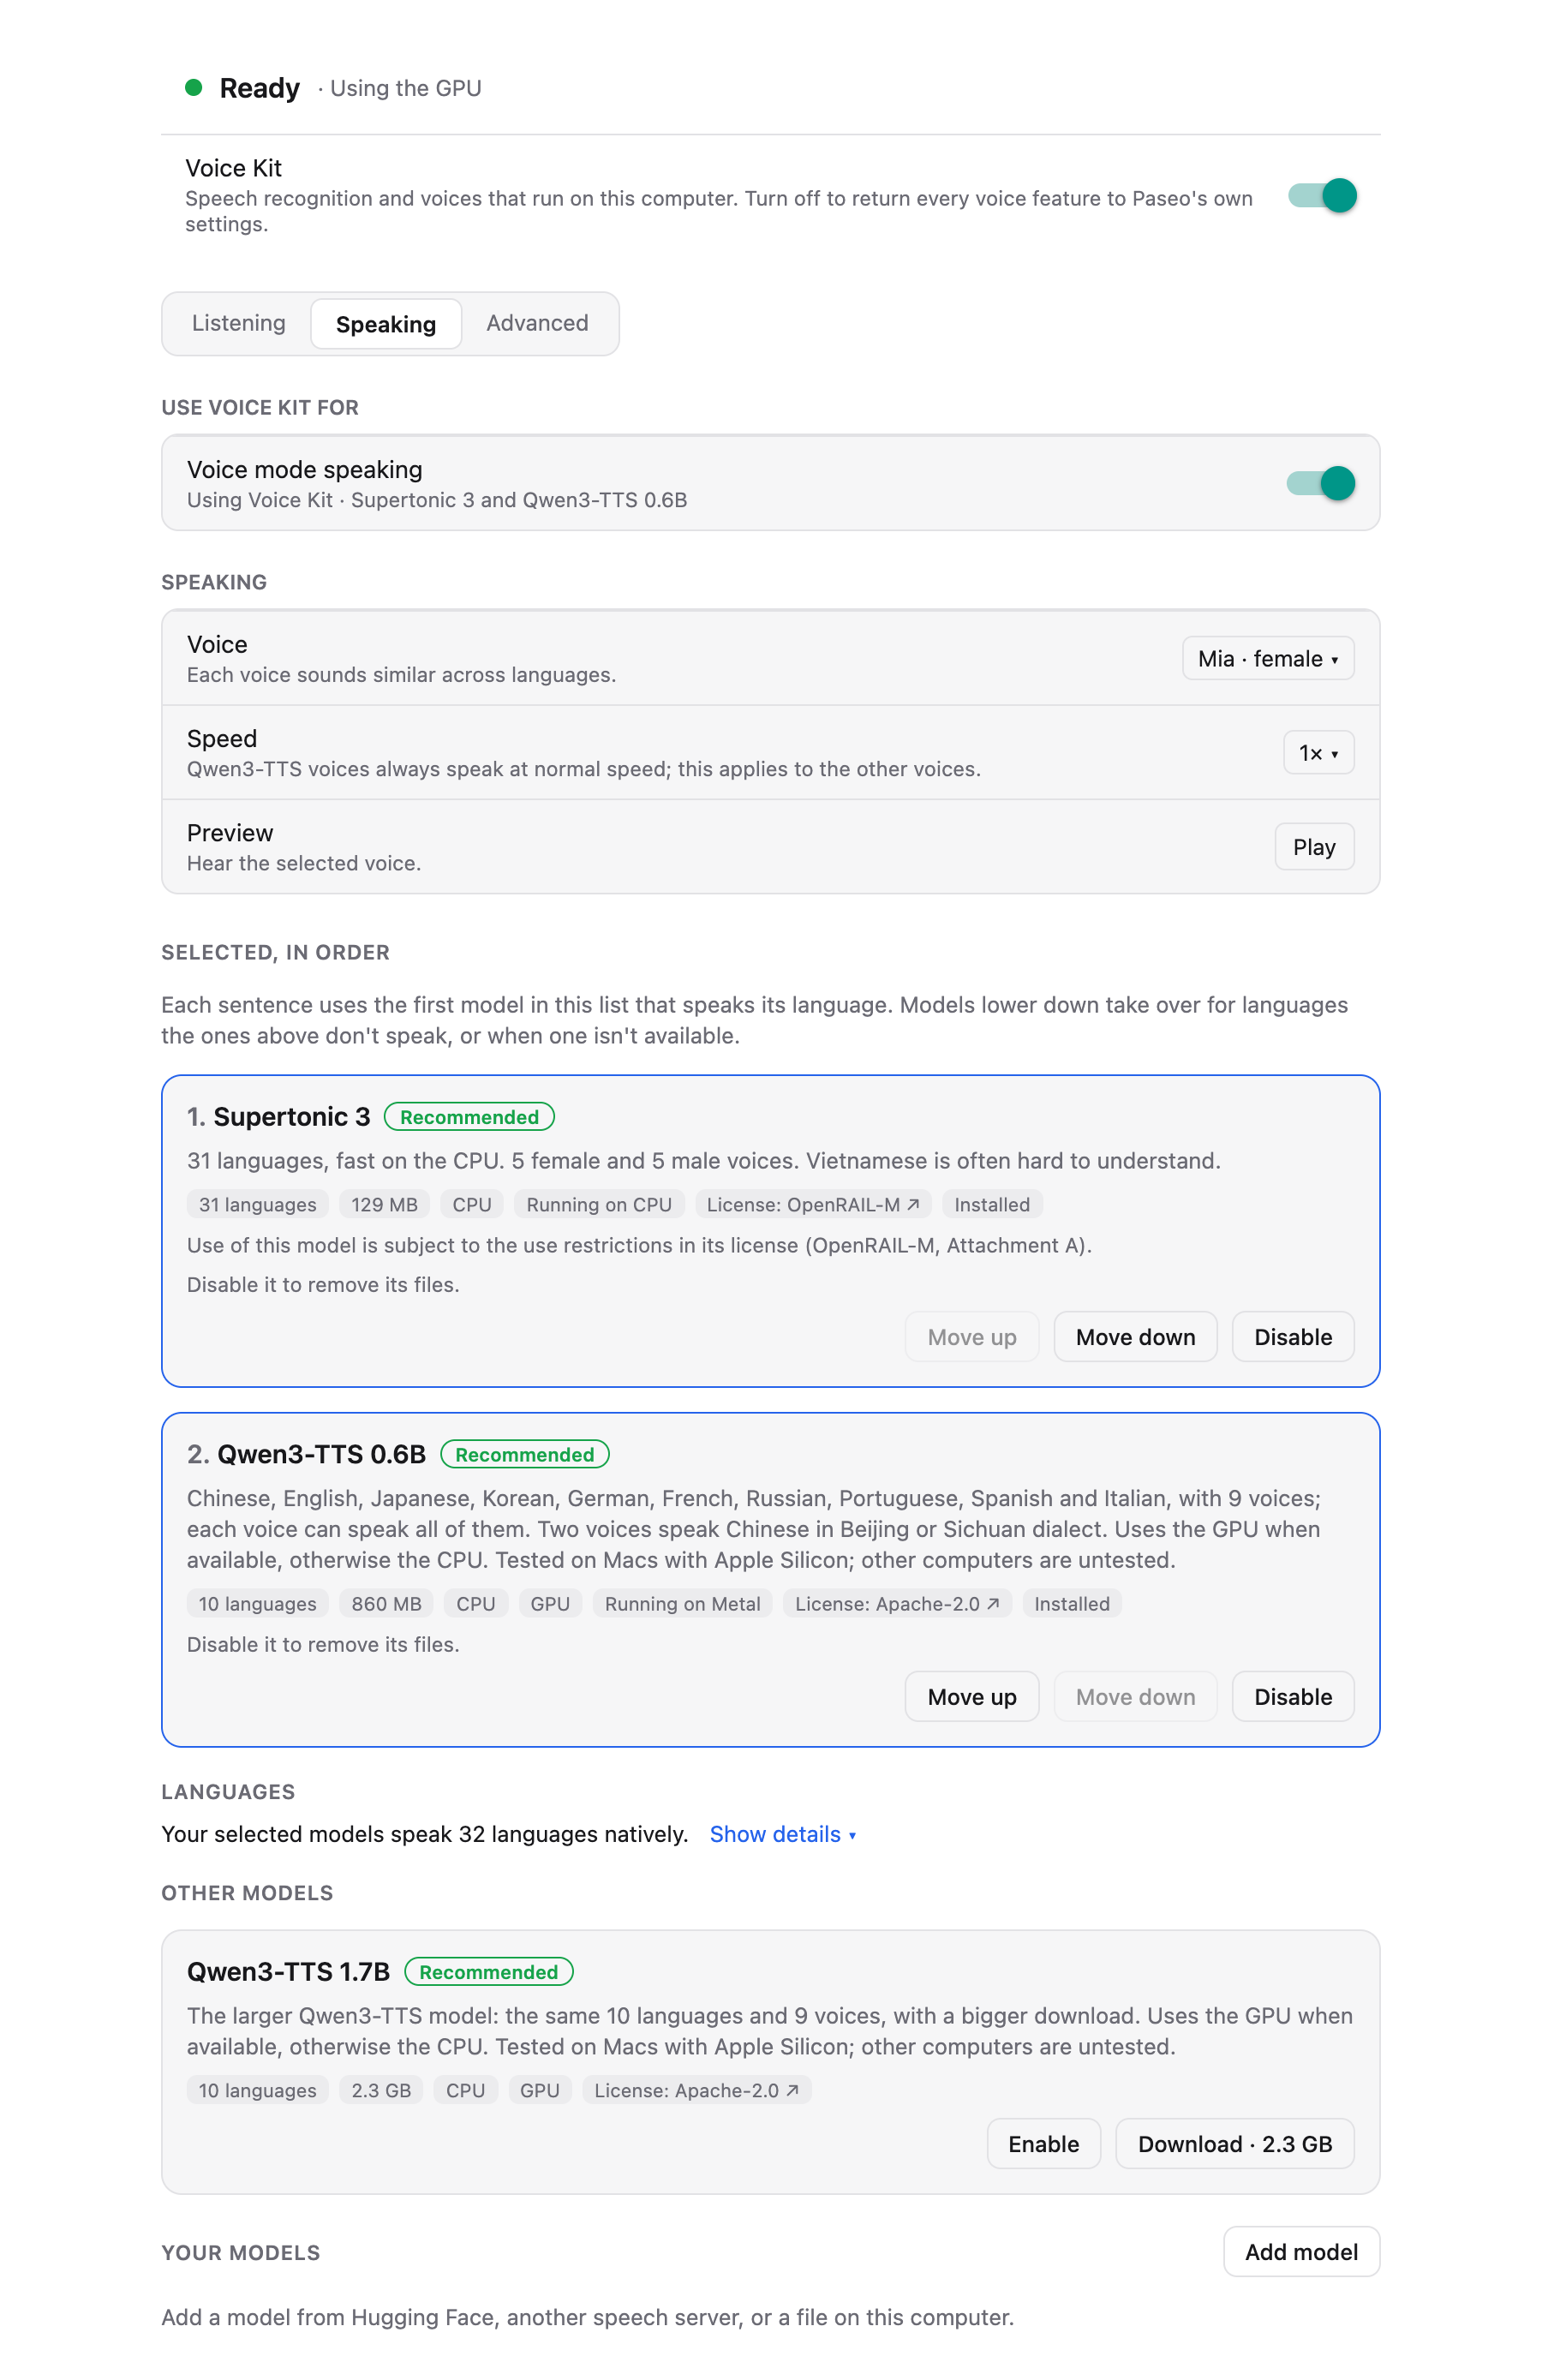 Ready · Using the GPU
Voice Kit
Speech recognition and voices that run on this computer. Turn off to return every voice feature to Paseo's own
settings.
Listening Speaking Advanced
USE VOICE KIT FOR
Voice mode speaking
Using Voice Kit · Supertonic 3 and Qwen3-TTS 0.6B
SPEAKING
Voice
Each voice sounds similar across languages.
Mia · female ▾
Speed
Qwen3-TTS voices always speak at normal speed; this applies to the other voices.
1× ▾
Preview
Hear the selected voice.
Play
SELECTED, IN ORDER
Each sentence uses the first model in this list that speaks its language. Models lower down take over for languages
the ones above don't speak, or when one isn't available.
1. Supertonic 3 Recommended
31 languages, fast on the CPU. 5 female and 5 male voices. Vietnamese is often hard to understand.
31 languages 129 MB CPU Running on CPU License: OpenRAIL-M ↗ Installed
Use of this model is subject to the use restrictions in its license (OpenRAIL-M, Attachment A).
Disable it to remove its files.
Move up Move down Disable
2. Qwen3-TTS 0.6B Recommended
Chinese, English, Japanese, Korean, German, French, Russian, Portuguese, Spanish and Italian, with 9 voices;
each voice can speak all of them. Two voices speak Chinese in Beijing or Sichuan dialect. Uses the GPU when
available, otherwise the CPU. Tested on Macs with Apple Silicon; other computers are untested.
10 languages 860 MB CPU GPU Running on Metal License: Apache-2.0 ↗ Installed
Disable it to remove its files.
Move up Move down Disable
LANGUAGES
Your selected models speak 32 languages natively. Show details ▾
OTHER MODELS
Qwen3-TTS 1.7B Recommended
The larger Qwen3-TTS model: the same 10 languages and 9 voices, with a bigger download. Uses the GPU when
available, otherwise the CPU. Tested on Macs with Apple Silicon; other computers are untested.
10 languages 2.3 GB CPU GPU License: Apache-2.0 ↗
Enable Download · 2.3 GB
YOUR MODELS
Add model
Add a model from Hugging Face, another speech server, or a file on this computer.